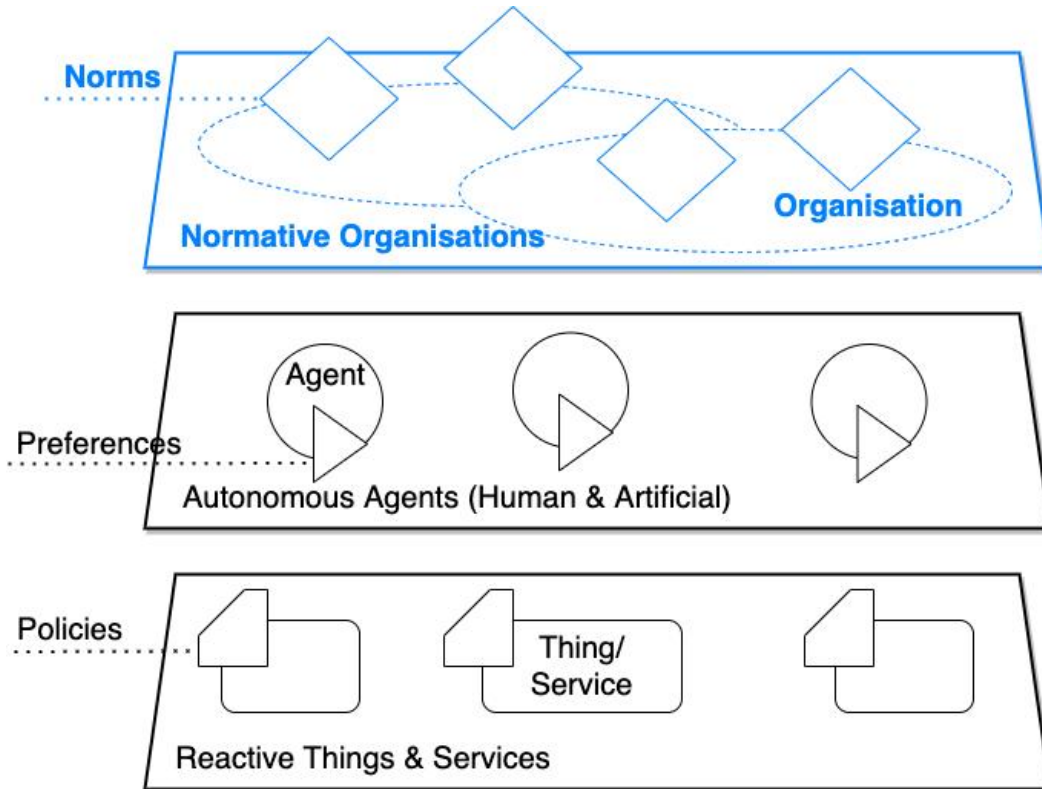 Norms
Organisation
Normative Organisations
Agent
Preferences
Autonomous Agents (Human & Artificial)
Policies
Thing/
Service
Reactive Things & Services